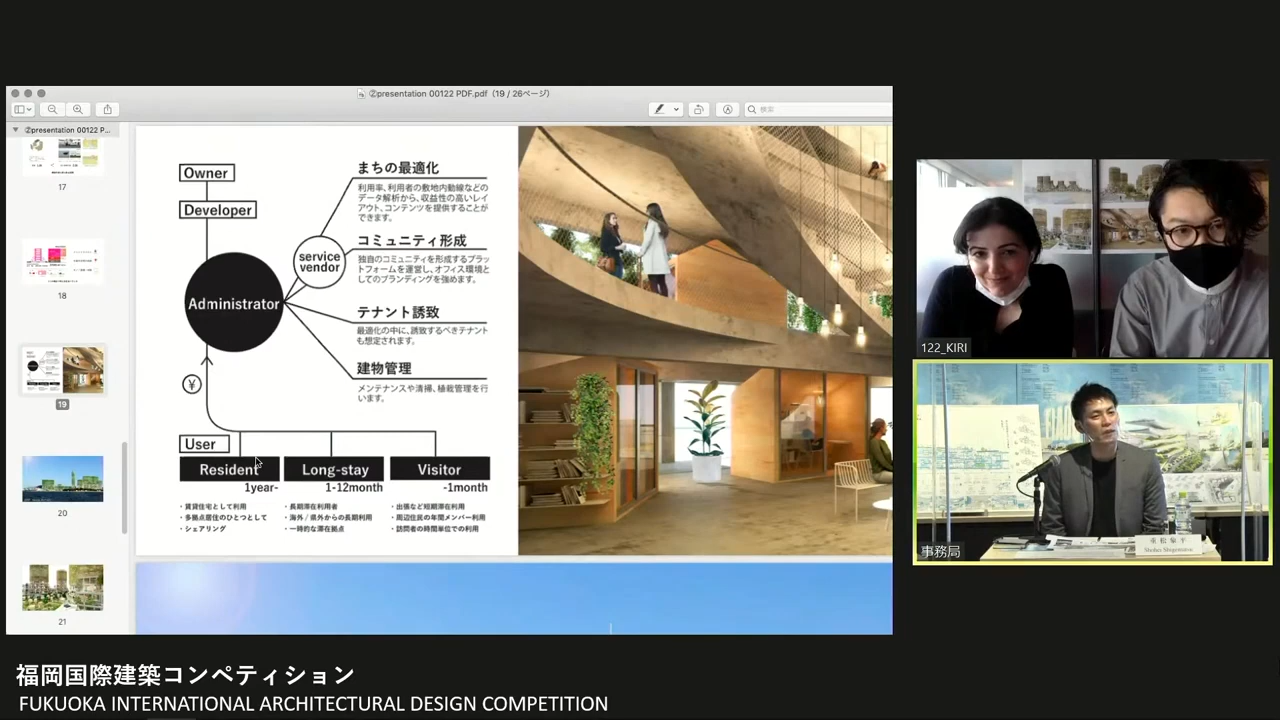 ②presentation 00122 PDF.pdf（19 / 26ページ）
検索
②presentation 00122 P...
17
18
19
20
21
Owner
Developer
Administrator
service
vendor
まちの最適化
利用率、利用者の敷地内動線などの
データ解析から、収益性の高いレイ
アウト、コンテンツを提供することが
できます。
コミュニティ形成
独自のコミュニティを形成するプラッ
トフォームを運営し、オフィス環境と
してのブランディングを強めます。
テナント誘致
最適化の中に、誘致するべきテナント
も想定されます。
建物管理
メンテナンスや清掃、植栽管理を行
います。
¥
User
Resident
Long-stay
Visitor
1year-
1-12month
-1month
・賃貸住宅として利用
・多拠点居住のひとつとして
・シェアリング
・長期滞在利用者
・海外 / 県外からの長期利用
・一時的な滞在拠点
・出張など短期滞在利用
・周辺住民の年間メンバー利用
・訪問者の時間単位での利用
122_KIRI
事務局
重松象平
Shohei Shigematsu
福岡国際建築コンペティション
FUKUOKA INTERNATIONAL ARCHITECTURAL DESIGN COMPETITION